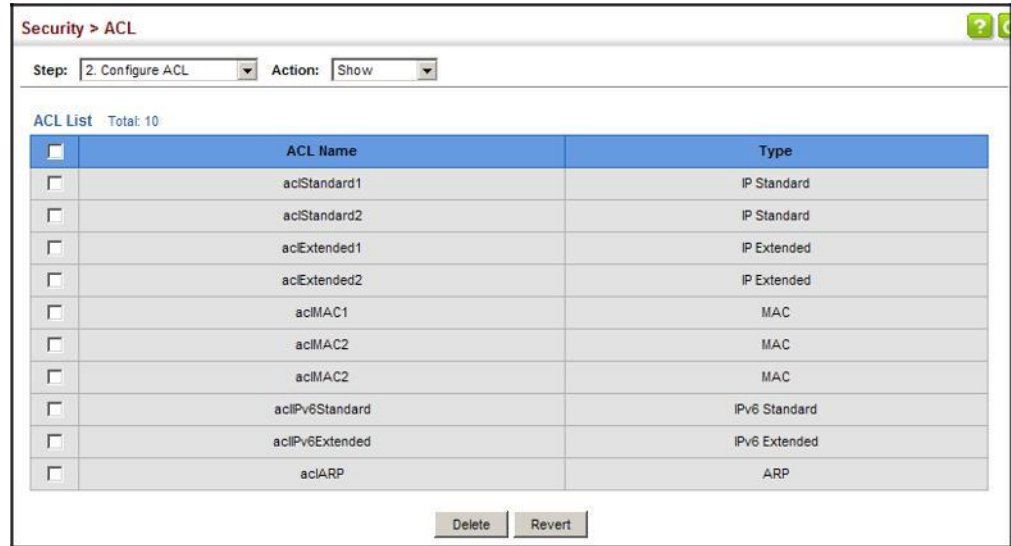 Security > ACL ?
Step: 2. Configure ACL Action: Show
ACL List Total: 10
ACL Name Type
aclStandard1 IP Standard
aclStandard2 IP Standard
aclExtended1 IP Extended
aclExtended2 IP Extended
aclMAC1 MAC
aclMAC2 MAC
aclMAC2 MAC
aclIPv6Standard IPv6 Standard
aclIPv6Extended IPv6 Extended
aclARP ARP
Delete Revert